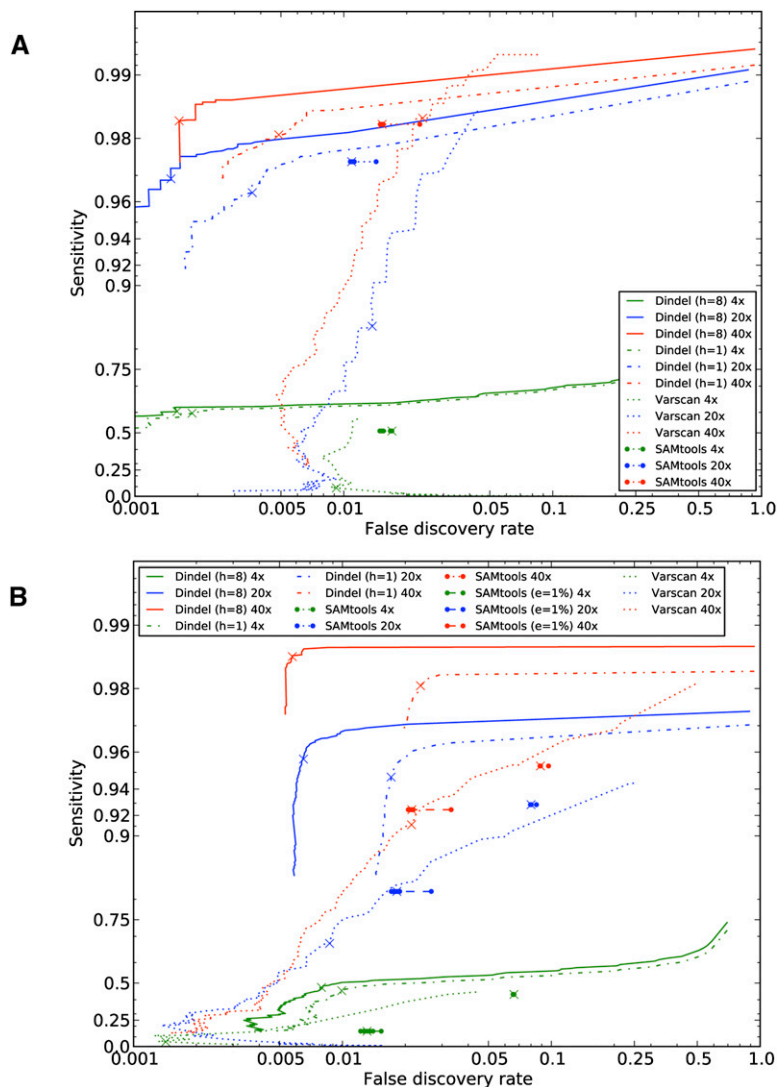 A
0.99
0.98
0.96
0.94
0.92
0.9
0.75
0.5
0.25
0.0
Sensitivity
0.001
0.005
0.01
0.05
0.1
0.25
0.5
1.0
False discovery rate
Dindel (h=8) 4x
Dindel (h=8) 20x
Dindel (h=8) 40x
Dindel (h=1) 4x
Dindel (h=1) 20x
Dindel (h=1) 40x
Varscan 4x
Varscan 20x
Varscan 40x
SAMtools 4x
SAMtools 20x
SAMtools 40x
B
Dindel (h=8) 4x
Dindel (h=8) 20x
Dindel (h=8) 40x
Dindel (h=1) 4x
Dindel (h=1) 20x
Dindel (h=1) 40x
SAMtools 4x
SAMtools 20x
SAMtools 40x
SAMtools (e=1%) 4x
SAMtools (e=1%) 20x
SAMtools (e=1%) 40x
Varscan 4x
Varscan 20x
Varscan 40x
0.99
0.98
0.96
0.94
0.92
0.9
0.75
0.5
0.25
0.0
Sensitivity
0.001
0.005
0.01
0.05
0.1
0.25
0.5
1.0
False discovery rate